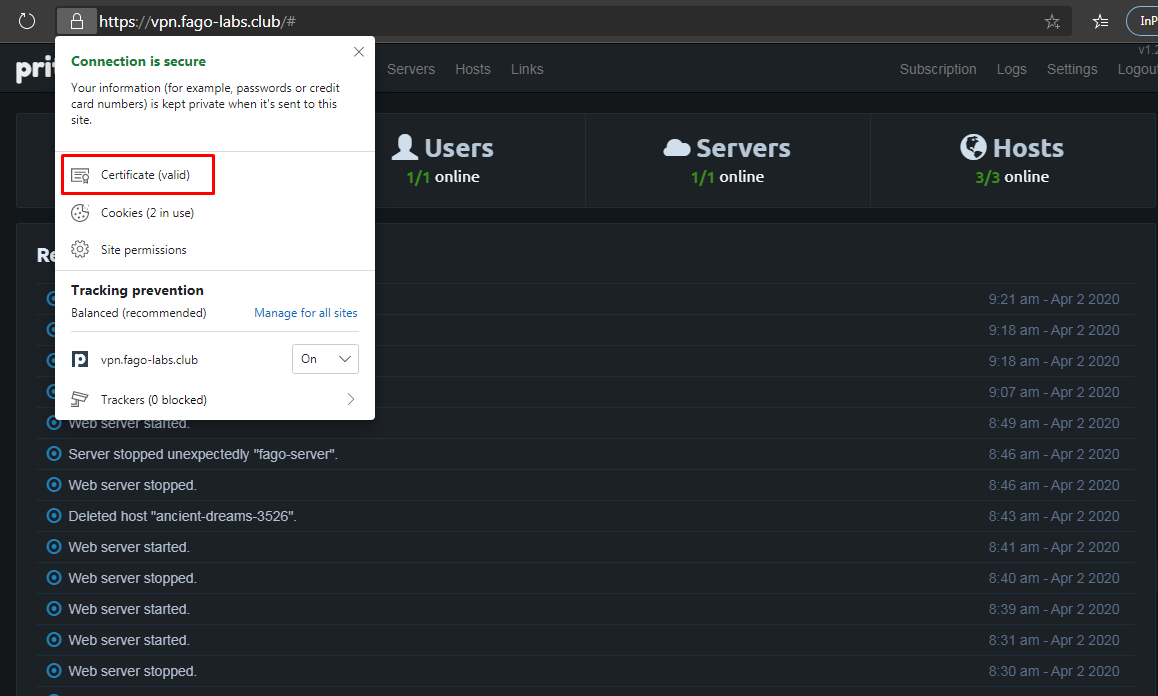 https://vpn.fago-labs.club/#
InP
v1.2
prit
Servers Hosts Links
Subscription Logs Settings Logout
Connection is secure
Your information (for example, passwords or credit
card numbers) is kept private when it's sent to this
site.
Certificate (valid)
Cookies (2 in use)
Site permissions
Tracking prevention
Balanced (recommended) Manage for all sites
vpn.fago-labs.club On
Trackers (0 blocked)
Users
1/1 online
Servers
1/1 online
Hosts
3/3 online
Re
9:21 am - Apr 2 2020
9:18 am - Apr 2 2020
9:18 am - Apr 2 2020
9:07 am - Apr 2 2020
Web server started. 8:49 am - Apr 2 2020
Server stopped unexpectedly "fago-server". 8:46 am - Apr 2 2020
Web server stopped. 8:46 am - Apr 2 2020
Deleted host "ancient-dreams-3526". 8:43 am - Apr 2 2020
Web server started. 8:41 am - Apr 2 2020
Web server stopped. 8:40 am - Apr 2 2020
Web server started. 8:39 am - Apr 2 2020
Web server started. 8:31 am - Apr 2 2020
Web server stopped. 8:30 am - Apr 2 2020